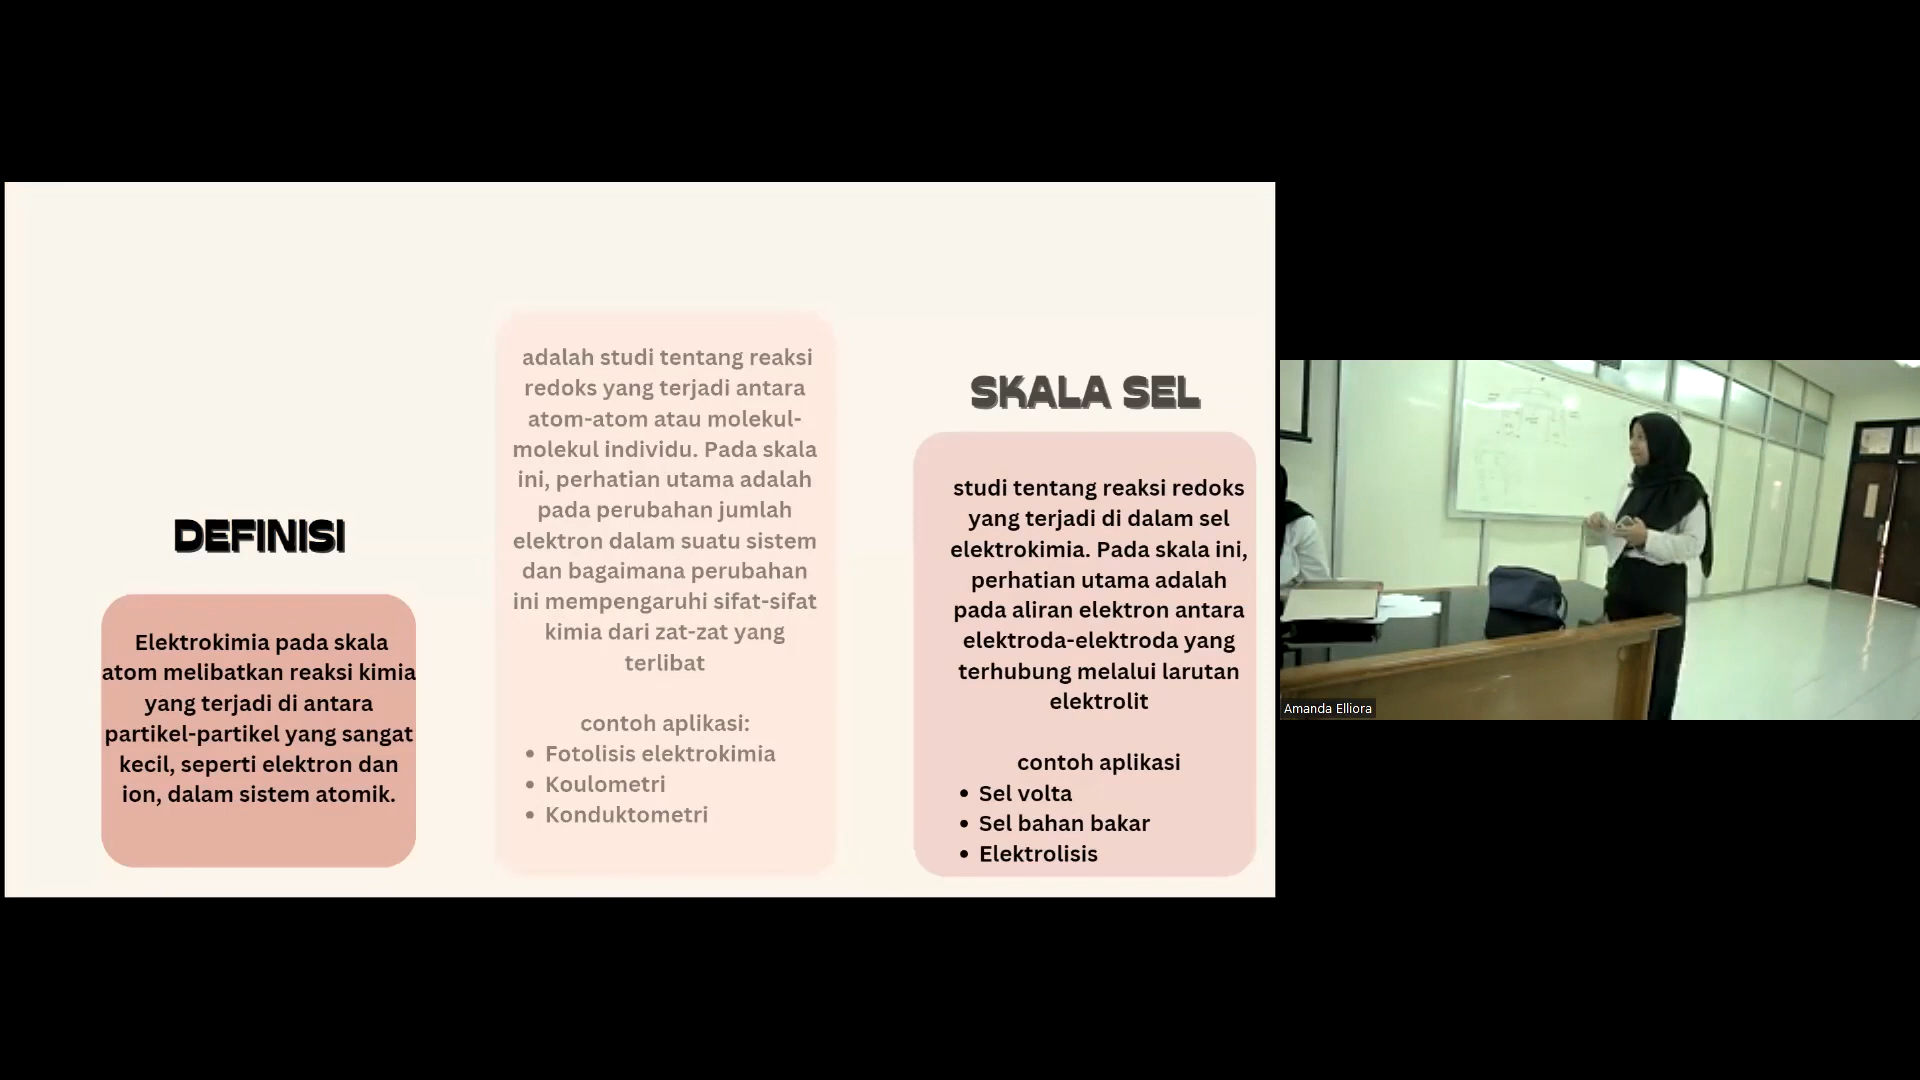 DEFINISI
Elektrokimia pada skala
atom melibatkan reaksi kimia
yang terjadi di antara
partikel-partikel yang sangat
kecil, seperti elektron dan
ion, dalam sistem atomik.
adalah studi tentang reaksi
redoks yang terjadi antara
atom-atom atau molekul-
molekul individu. Pada skala
ini, perhatian utama adalah
pada perubahan jumlah
elektron dalam suatu sistem
dan bagaimana perubahan
ini mempengaruhi sifat-sifat
kimia dari zat-zat yang
terlibat
contoh aplikasi:
• Fotolisis elektrokimia
• Koulometri
• Konduktometri
SKALA SEL
studi tentang reaksi redoks
yang terjadi di dalam sel
elektrokimia. Pada skala ini,
perhatian utama adalah
pada aliran elektron antara
elektroda-elektroda yang
terhubung melalui larutan
elektrolit
contoh aplikasi
• Sel volta
• Sel bahan bakar
• Elektrolisis
Amanda Elliora